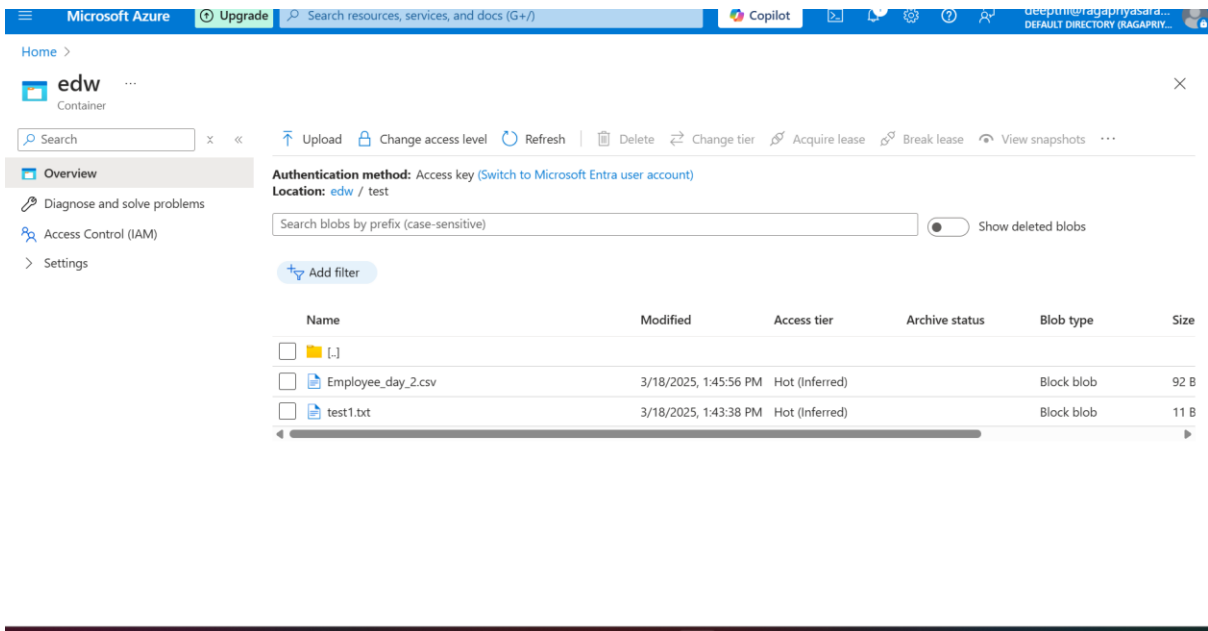 Microsoft Azure Upgrade Search resources, services, and docs (G+/) Copilot deepthi@ragapriyasara...
DEFAULT DIRECTORY (RAGAPRIY...
Home >
edw ...
Container
Search
Upload Change access level Refresh Delete Change tier Acquire lease Break lease View snapshots ...
Overview
Diagnose and solve problems
Access Control (IAM)
Settings
Authentication method: Access key (Switch to Microsoft Entra user account)
Location: edw / test
Search blobs by prefix (case-sensitive)
Show deleted blobs
Add filter
Name Modified Access tier Archive status Blob type Size
[..]
Employee_day_2.csv 3/18/2025, 1:45:56 PM Hot (Inferred) Block blob 92 B
test1.txt 3/18/2025, 1:43:38 PM Hot (Inferred) Block blob 11 B